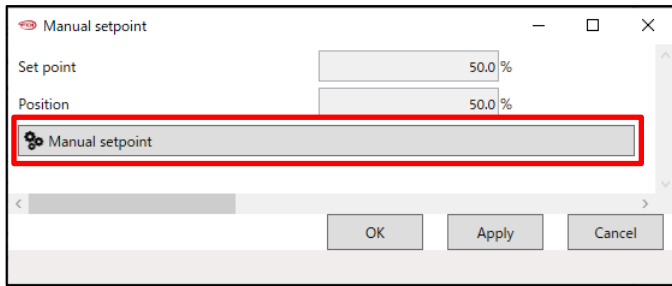 Manual setpoint
Set point 50.0 %
Position 50.0 %
Manual setpoint
OK Apply Cancel